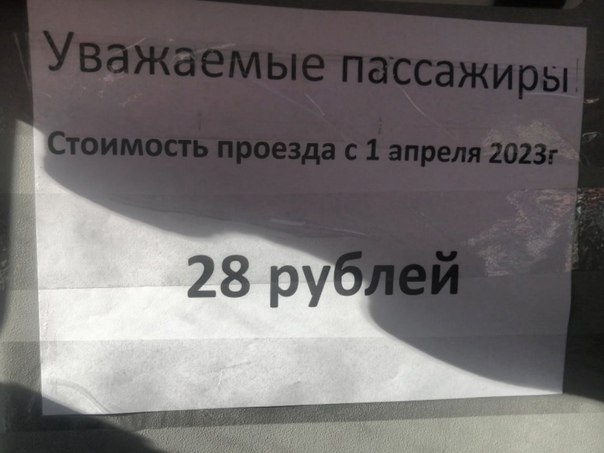 Уважаемые пассажиры
Стоимость проезда с 1 апреля 2023г
28 рублей